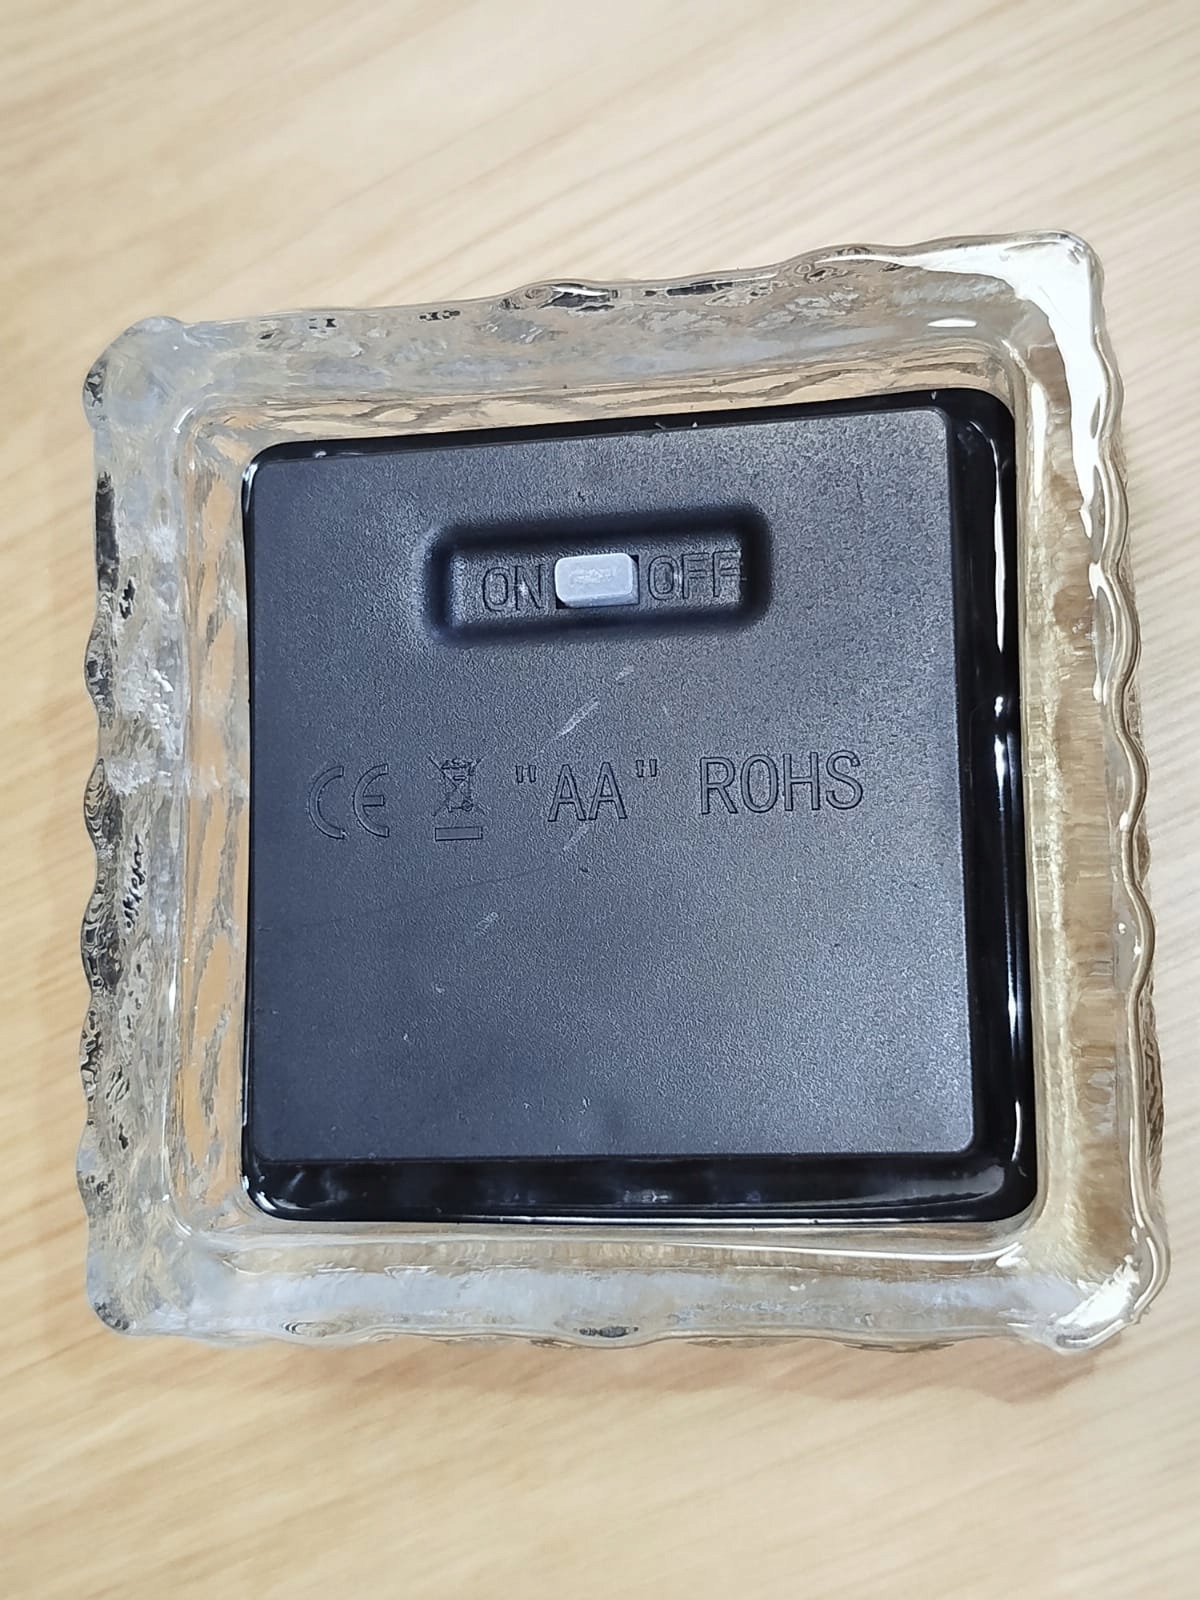 ON OFF
CE "AA" ROHS